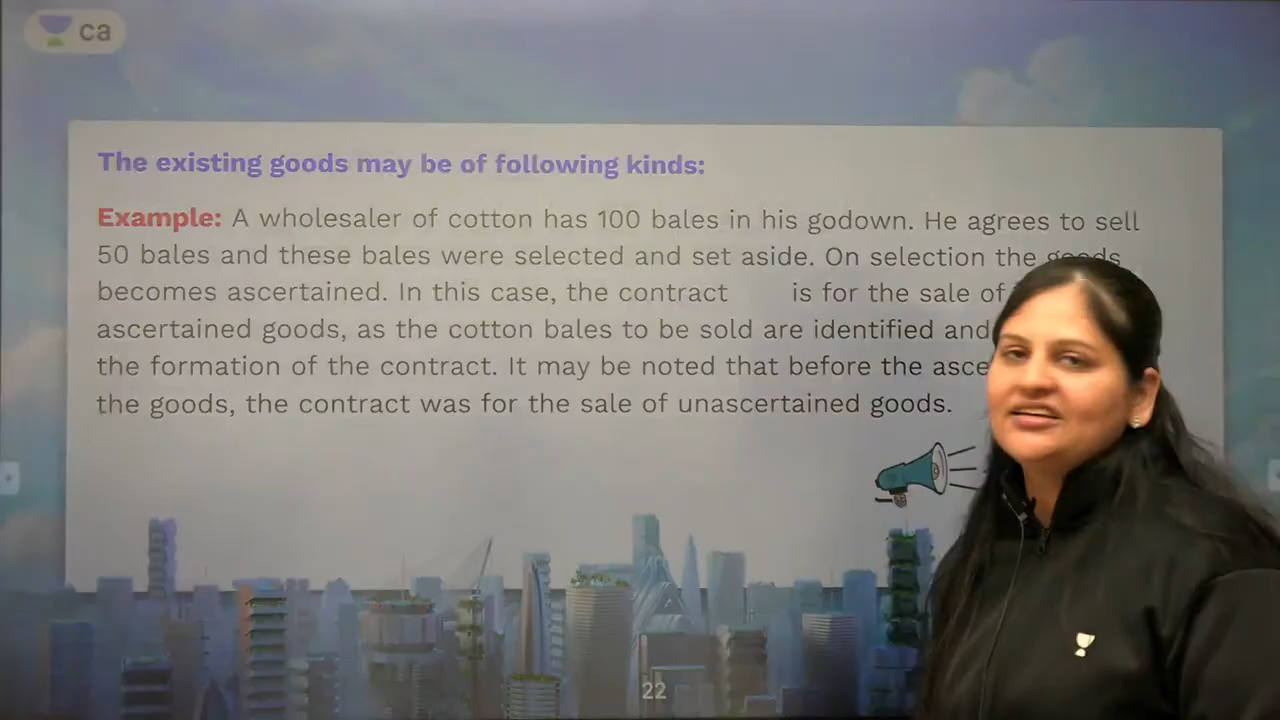 ca
The existing goods may be of following kinds:
Example: A wholesaler of cotton has 100 bales in his godown. He agrees to sell
50 bales and these bales were selected and set aside. On selection the goods
becomes ascertained. In this case, the contract is for the sale of
ascertained goods, as the cotton bales to be sold are identified and
the formation of the contract. It may be noted that before the
the goods, the contract was for the sale of unascertained goods.
22